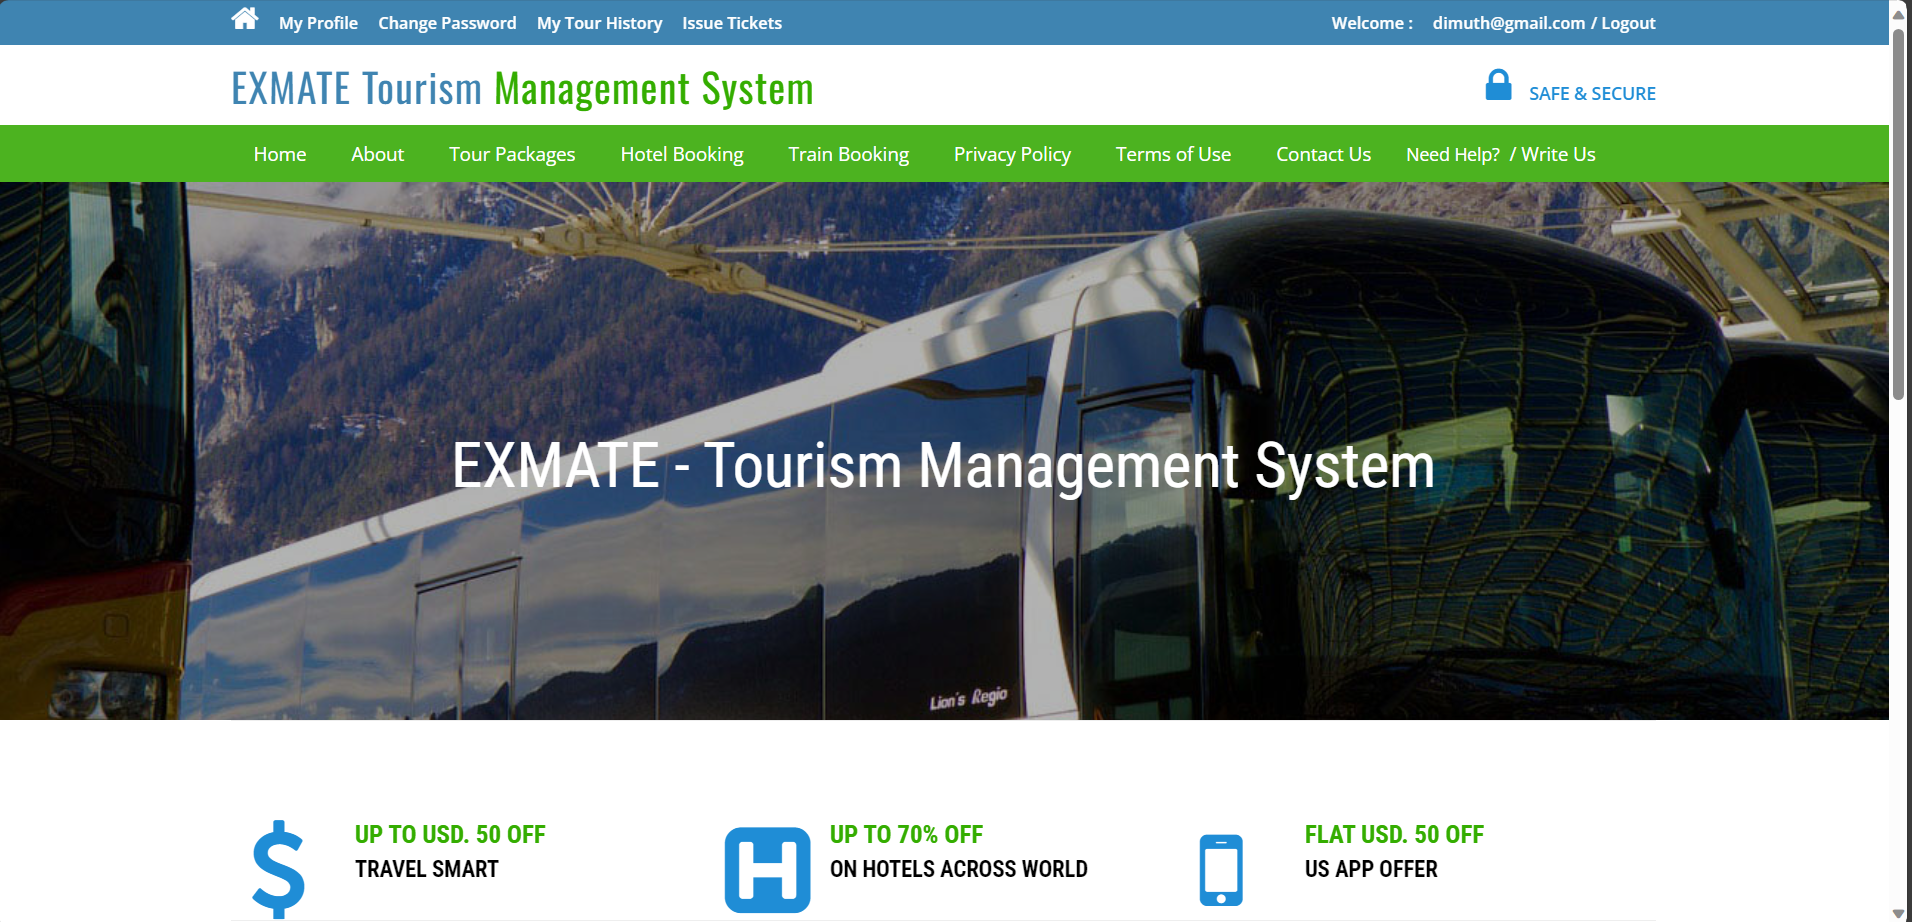 My Profile Change Password My Tour History Issue Tickets Welcome : dimuth@gmail.com / Logout
EXMATE Tourism Management System
SAFE & SECURE
Home About Tour Packages Hotel Booking Train Booking Privacy Policy Terms of Use Contact Us Need Help? / Write Us
EXMATE - Tourism Management System
Lion's Regio
UP TO USD. 50 OFF
TRAVEL SMART
H
UP TO 70% OFF
ON HOTELS ACROSS WORLD
FLAT USD. 50 OFF
US APP OFFER